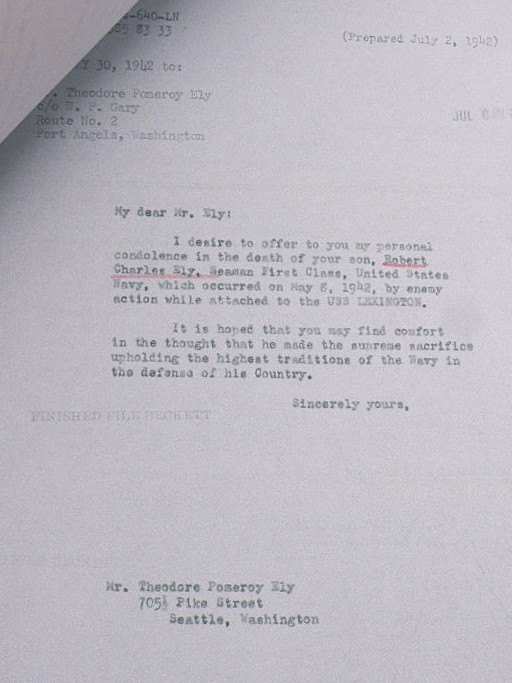 -640-LN
83 33
(Prepared July 2, 1942)
30, 1942 to:
Theodore Pomeroy Ely
c/o W. P. Gary
Route No. 2
Port Angels, Washington
JUL
My dear Mr. Ely:
I desire to offer to you my personal
condolence in the death of your son, Robert
Charles Ely, Seaman First Class, United States
Navy, which occurred on May 8, 1942, by enemy
action while attached to the USS LEXINGTON.
It is hoped that you may find comfort
in the thought that he made the supreme sacrifice
upholding the highest traditions of the Navy in
the defense of his Country.
Sincerely yours,
FINISHED FILE BECKETT
Mr. Theodore Pomeroy Ely
705½ Pike Street
Seattle, Washington